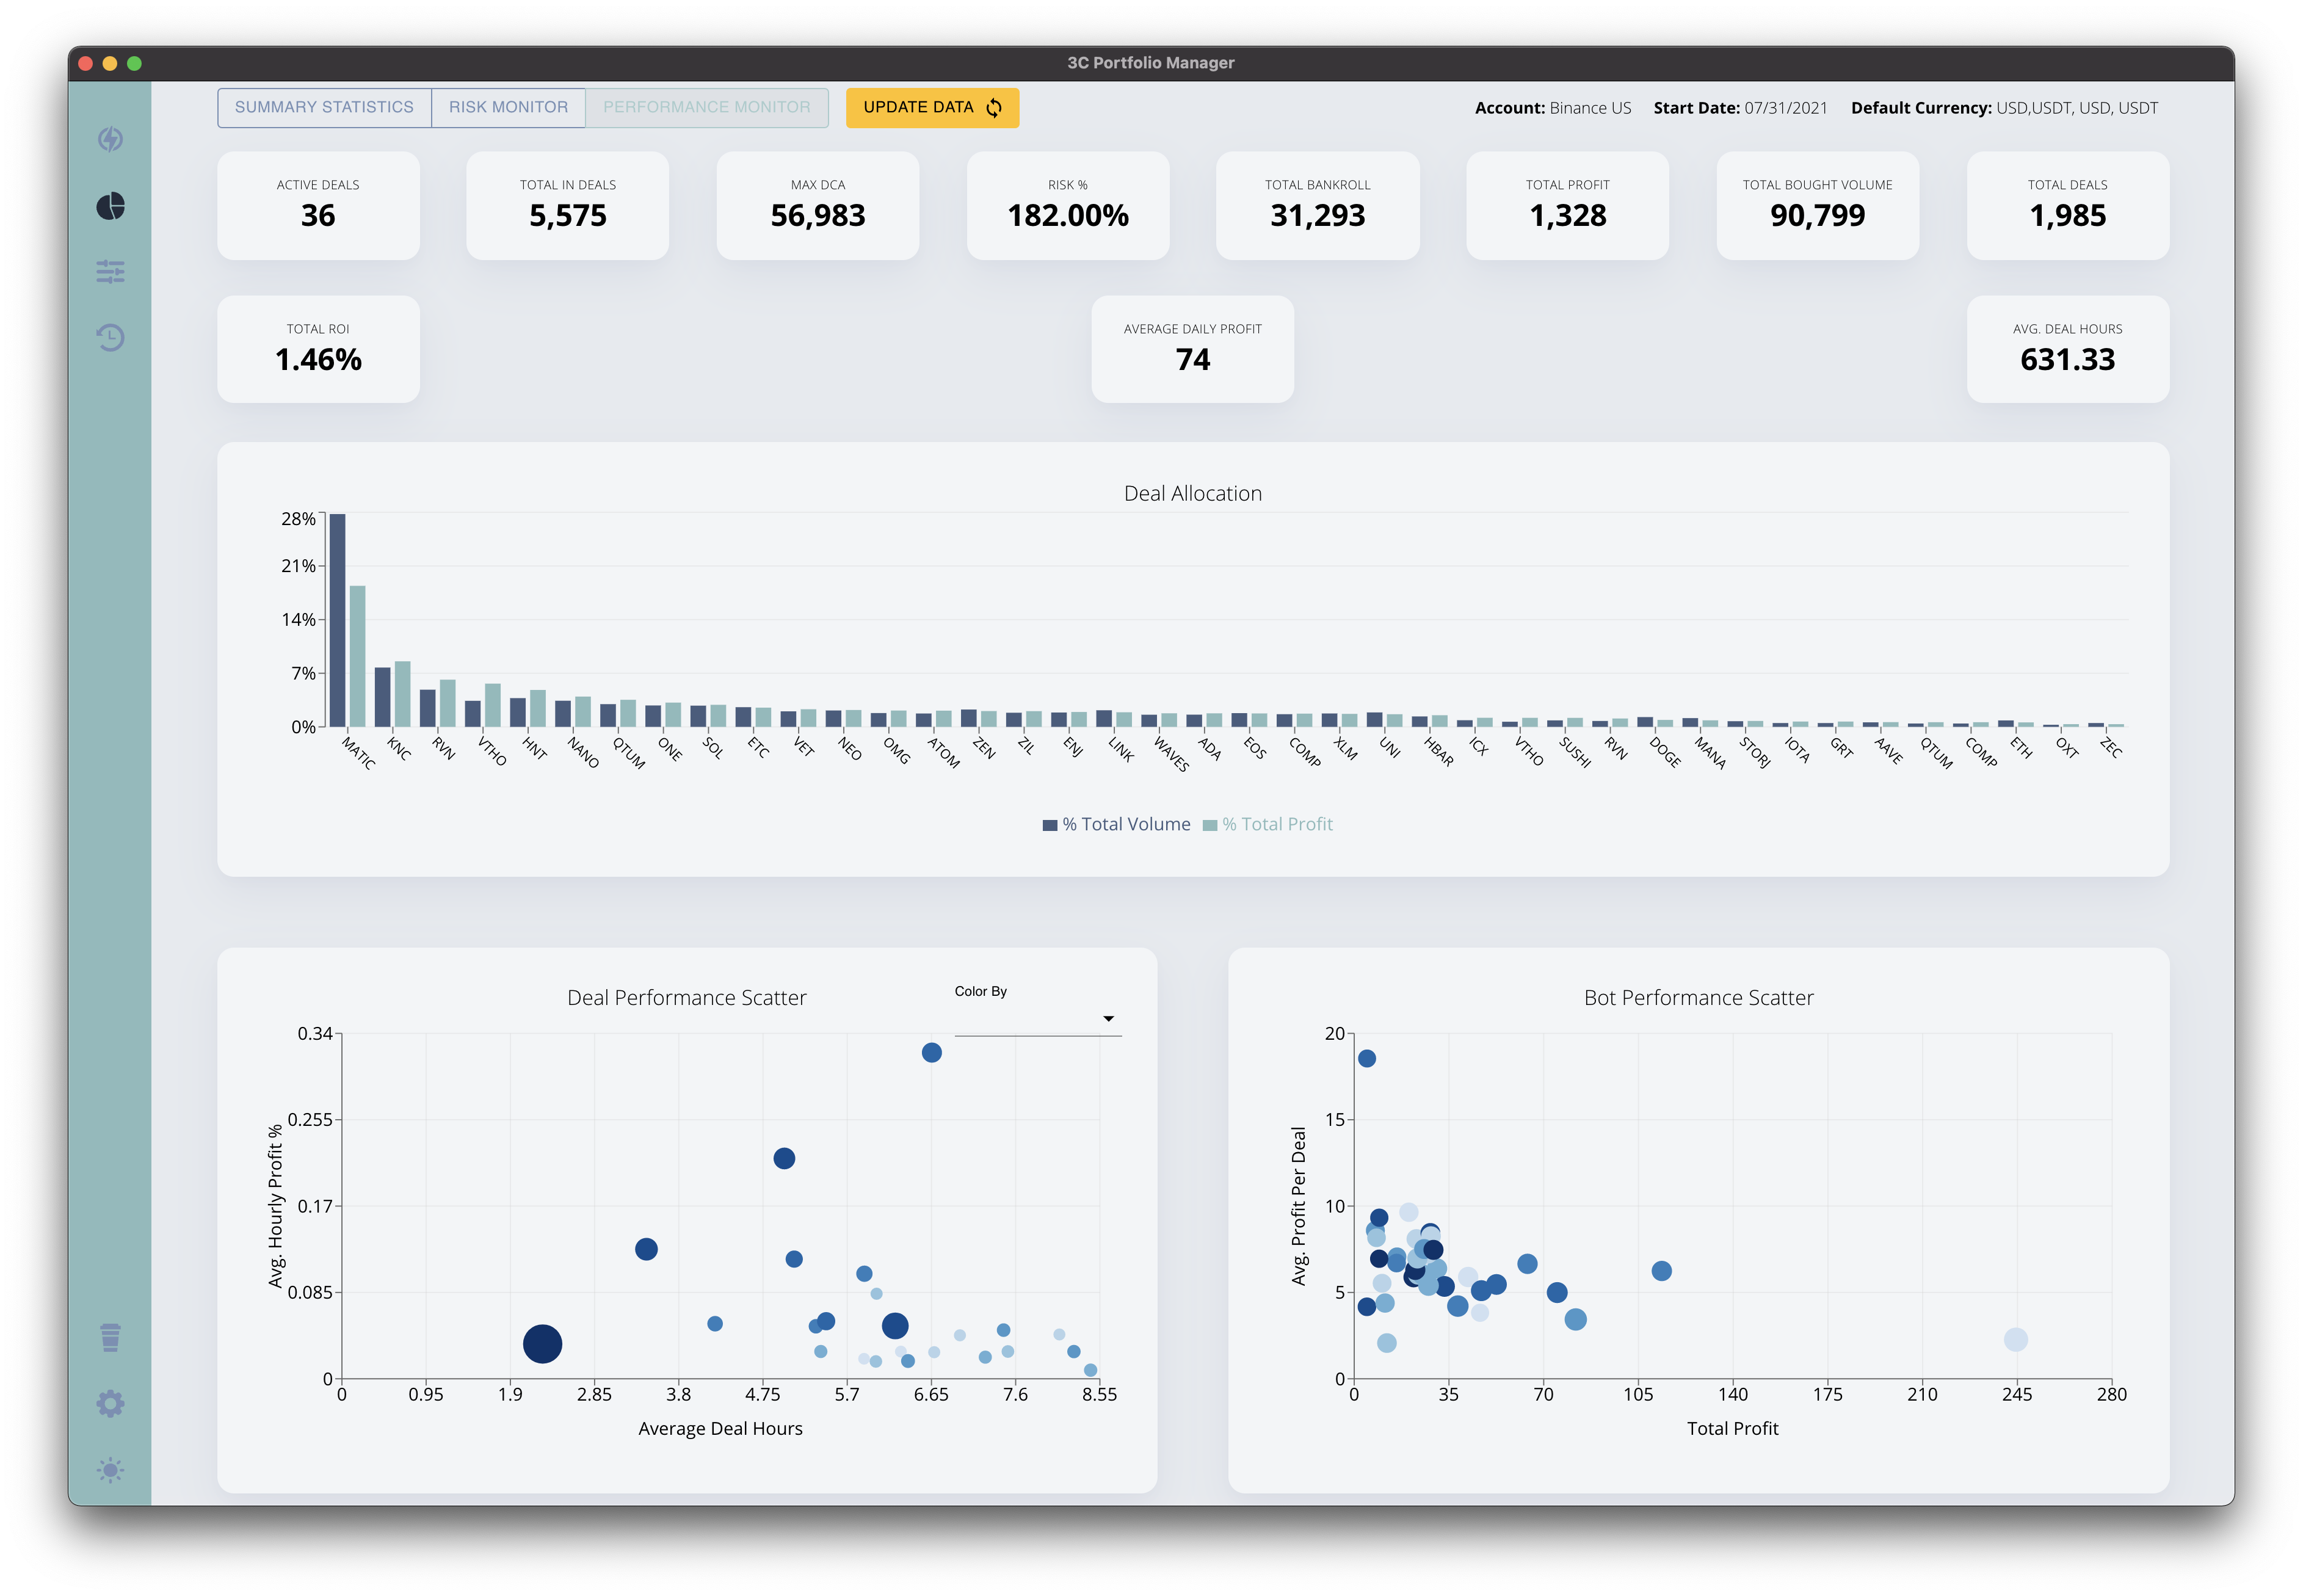 3C Portfolio Manager
SUMMARY STATISTICS RISK MONITOR PERFORMANCE MONITOR UPDATE DATA Account: Binance US Start Date: 07/31/2021 Default Currency: USD,USDT, USD, USDT
ACTIVE DEALS TOTAL IN DEALS MAX DCA RISK % TOTAL BANKROLL TOTAL PROFIT TOTAL BOUGHT VOLUME TOTAL DEALS
36 5,575 56,983 182.00% 31,293 1,328 90,799 1,985
TOTAL ROI AVERAGE DAILY PROFIT AVG. DEAL HOURS
1.46% 74 631.33
Deal Allocation
28%
21%
14%
7%
0%
MATIC KNC RVN VTHO HNT NANO QTUM ONE SOL ETC VET NEO OMG ATOM ZEN ZIL ENJ LINK WAVES ADA EOS COMP XLM UNI HBAR ICX VTHO SUSHI RVN DOGE MANA STORJ IOTA GRT AAVE QTUM COMP ETH OXT ZEC
% Total Volume % Total Profit
Deal Performance Scatter
Color By
Avg. Hourly Profit %
0.34
0.255
0.17
0.085
0
0 0.95 1.9 2.85 3.8 4.75 5.7 6.65 7.6 8.55
Average Deal Hours
Bot Performance Scatter
Avg. Profit Per Deal
20
15
10
5
0
0 35 70 105 140 175 210 245 280
Total Profit